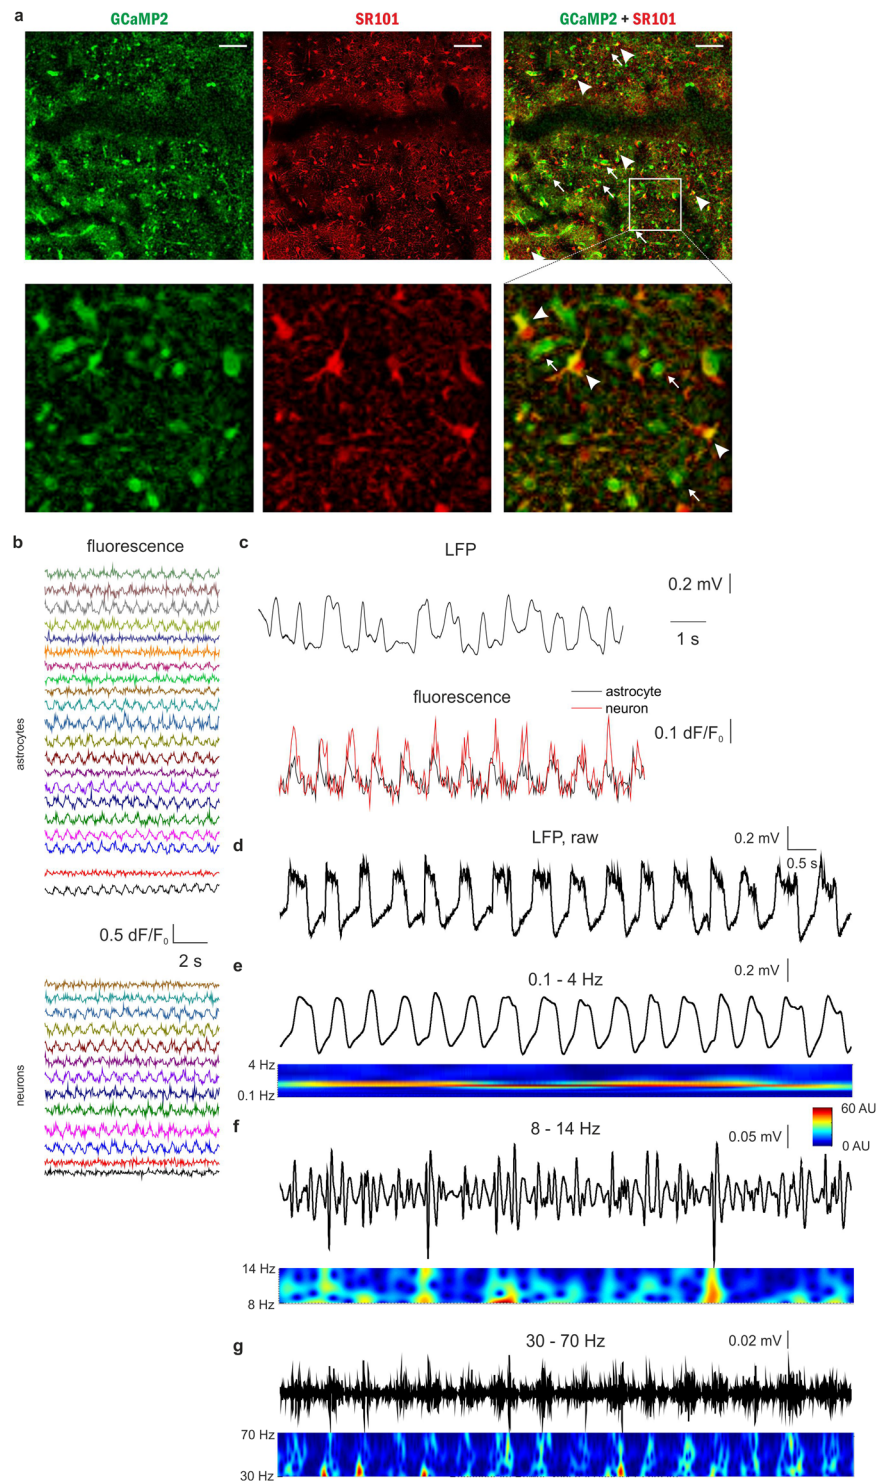 a
GCaMP2
SR101
GCaMP2 + SR101
b
fluorescence
astrocytes
0.5 dF/F₀
2 s
neurons
c
LFP
0.2 mV
1 s
fluorescence
astrocyte
neuron
0.1 dF/F₀
d
LFP, raw
0.2 mV
0.5 s
e
0.1 - 4 Hz
0.2 mV
4 Hz
0.1 Hz
60 AU
0 AU
f
8 - 14 Hz
0.05 mV
14 Hz
8 Hz
g
30 - 70 Hz
0.02 mV
70 Hz
30 Hz